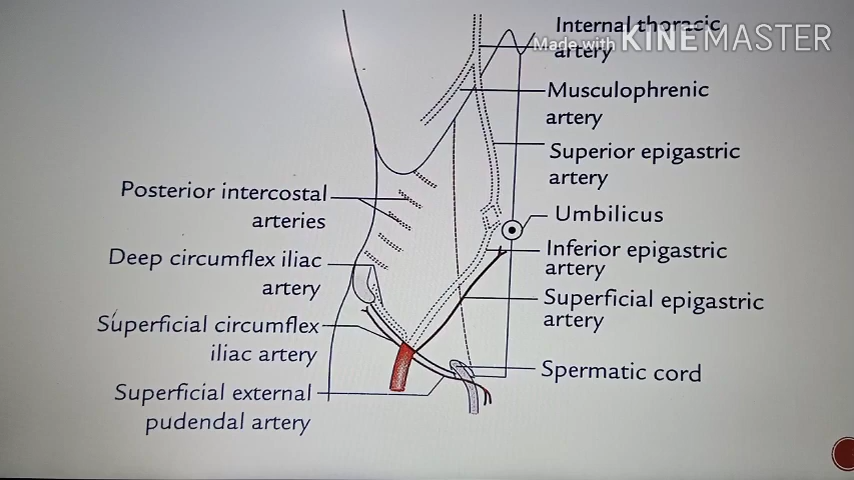 Internal thoracic
artery
Made with KINEMASTER
Musculophrenic
artery
Superior epigastric
artery
Posterior intercostal
arteries
Umbilicus
Deep circumflex iliac
artery
Inferior epigastric
artery
Superficial epigastric
artery
Superficial circumflex
iliac artery
Spermatic cord
Superficial external
pudendal artery